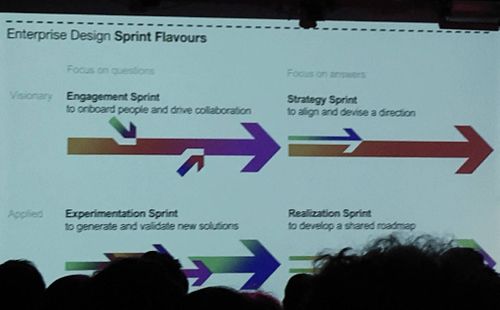 Enterprise Design Sprint Flavours
Focus on questions
Focus on answers
Visionary
Engagement Sprint
to onboard people and drive collaboration
Strategy Sprint
to align and devise a direction
Applied
Experimentation Sprint
to generate and validate new solutions
Realization Sprint
to develop a shared roadmap